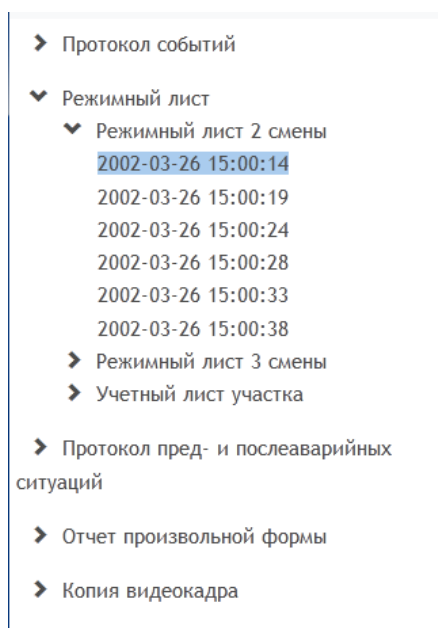 Протокол событий
Режимный лист
Режимный лист 2 смены
2002-03-26 15:00:14
2002-03-26 15:00:19
2002-03-26 15:00:24
2002-03-26 15:00:28
2002-03-26 15:00:33
2002-03-26 15:00:38
Режимный лист 3 смены
Учетный лист участка
Протокол пред- и послеаварийных
ситуаций
Отчет произвольной формы
Копия видеокадра